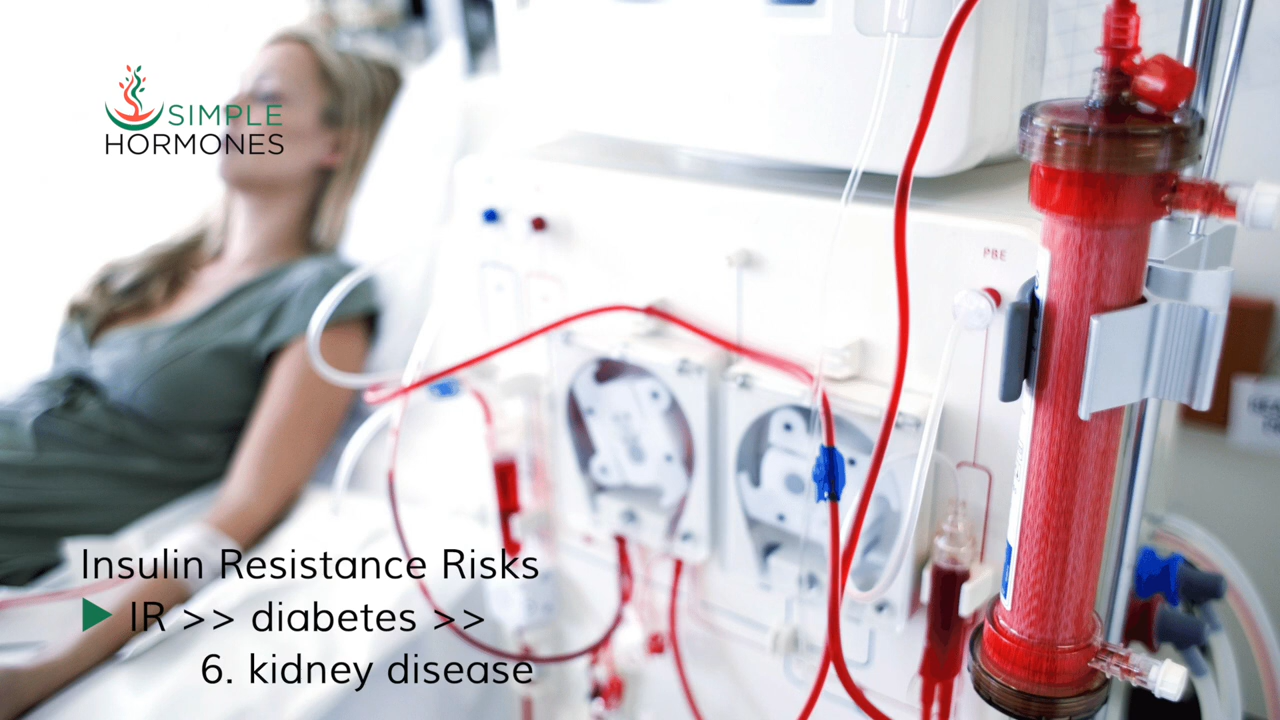 SIMPLE
HORMONES
PBE
Insulin Resistance Risks
IR >> diabetes >>
6. kidney disease